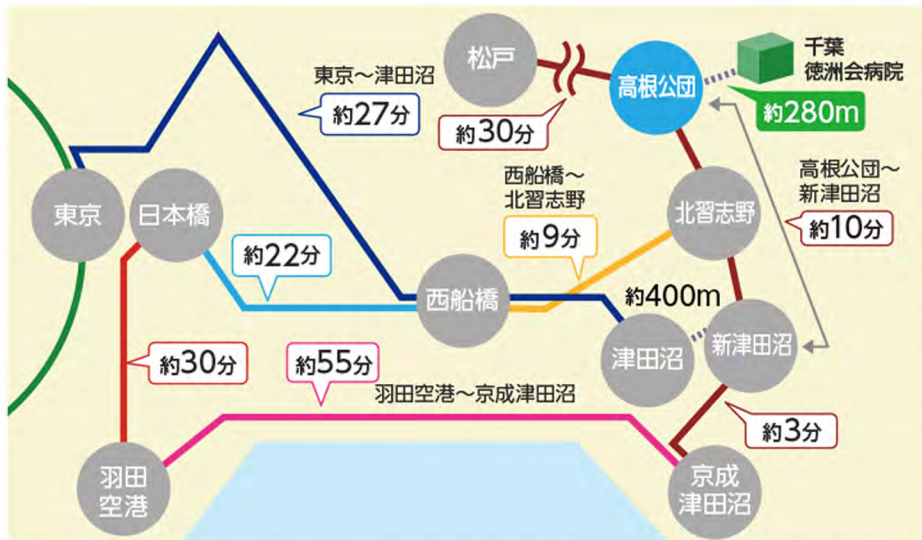 松戸
高根公団
千葉
徳洲会病院
東京～津田沼
約27分
約30分
約280m
高根公団～
新津田沼
約10分
西船橋～
北習志野
約9分
北習志野
東京
日本橋
約22分
西船橋
約400m
津田沼
新津田沼
約30分
約55分
羽田空港～京成津田沼
約3分
羽田
空港
京成
津田沼